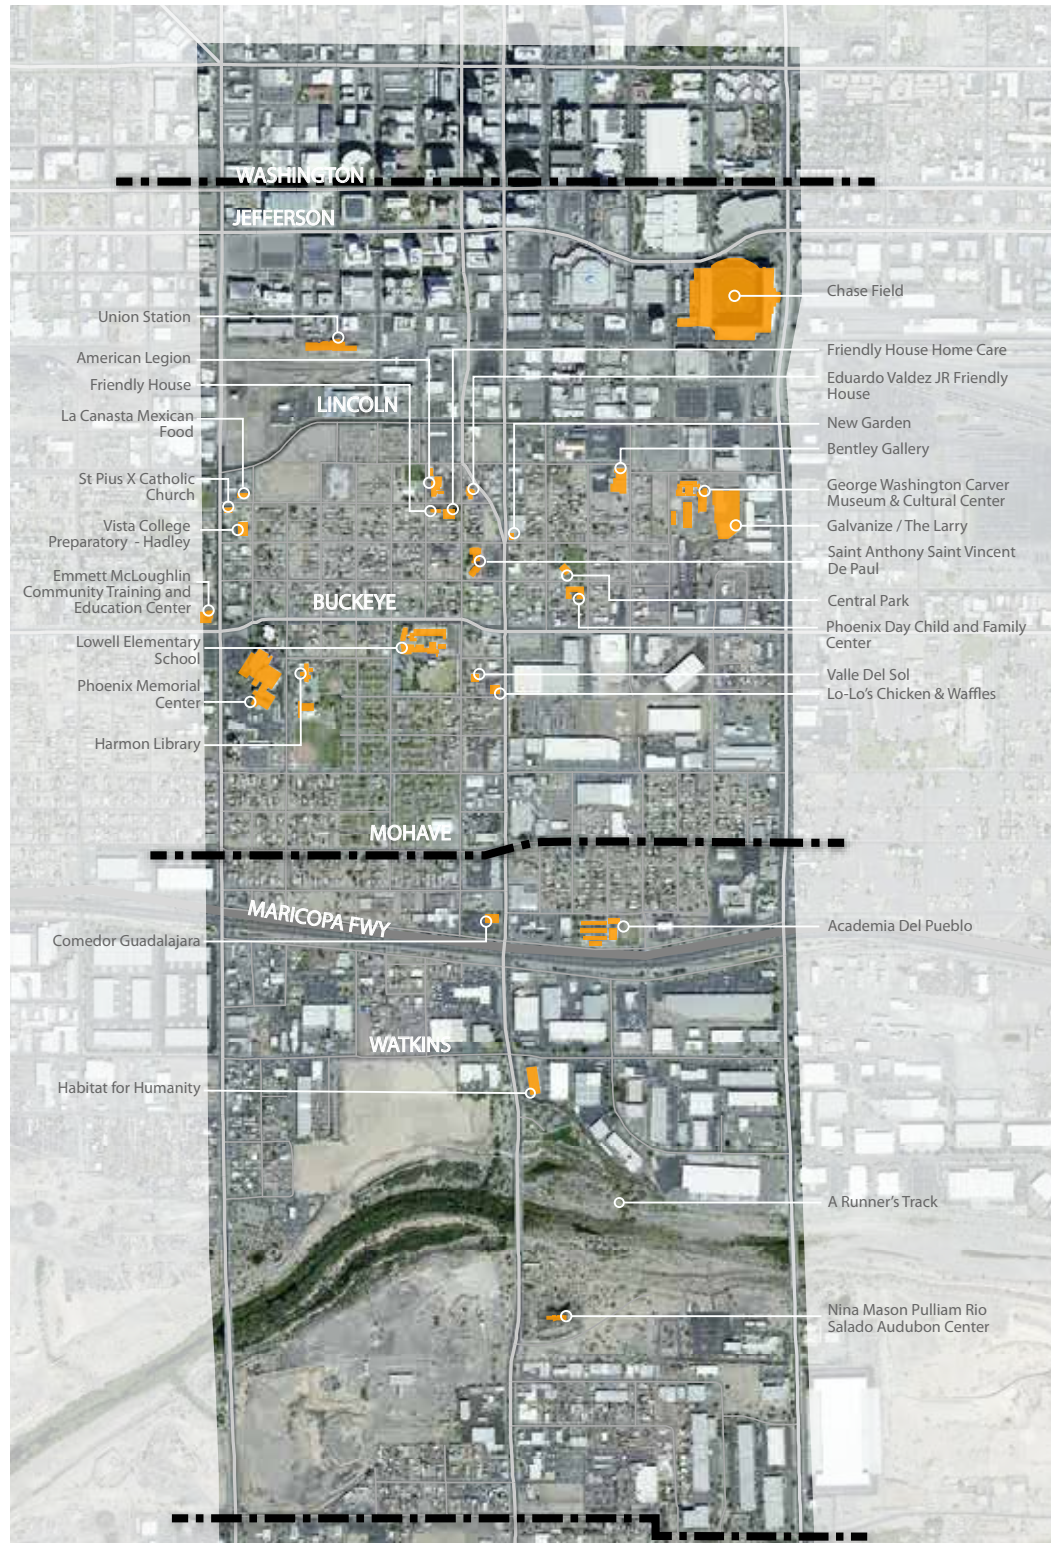 WASHINGTON
JEFFERSON
Chase Field
Union Station
American Legion
Friendly House Home Care
Friendly House
Eduardo Valdez JR Friendly
House
LINCOLN
La Canasta Mexican
Food
New Garden
Bentley Gallery
St Pius X Catholic
Church
George Washington Carver
Museum & Cultural Center
Vista College
Preparatory - Hadley
Galvanize / The Larry
Saint Anthony Saint Vincent
De Paul
Emmett McLoughlin
Community Training and
Education Center
BUCKEYE
Central Park
Phoenix Day Child and Family
Center
Lowell Elementary
School
Valle Del Sol
Phoenix Memorial
Center
Lo-Lo's Chicken & Waffles
Harmon Library
MOHAVE
MARICOPA FWY
Comedor Guadalajara
Academia Del Pueblo
WATKINS
Habitat for Humanity
A Runner's Track
Nina Mason Pulliam Rio
Salado Audubon Center